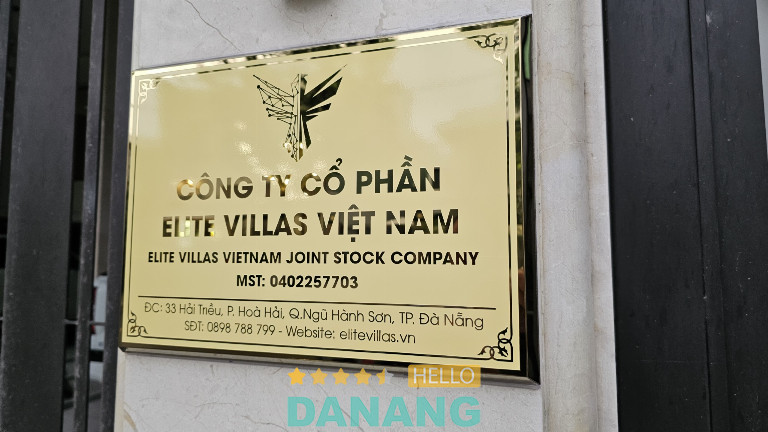 CÔNG TY CỔ PHẦN
ELITE VILLAS VIỆT NAM
ELITE VILLAS VIETNAM JOINT STOCK COMPANY
MST: 0402257703
ĐC: 33 Hải Triều, P. Hoà Hải, Q.Ngũ Hành Sơn, TP. Đà Nẵng
SĐT: 0898 788 799 - Website: elitevillas.vn
HELLO
DANANG